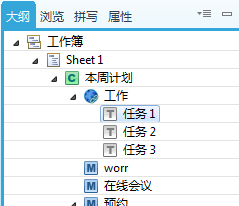 大纲 浏览 拼写 属性
工作簿
Sheet 1
C 本周计划
工作
T 任务 1
T 任务 2
T 任务 3
M worr
M 在线会议
M 预约